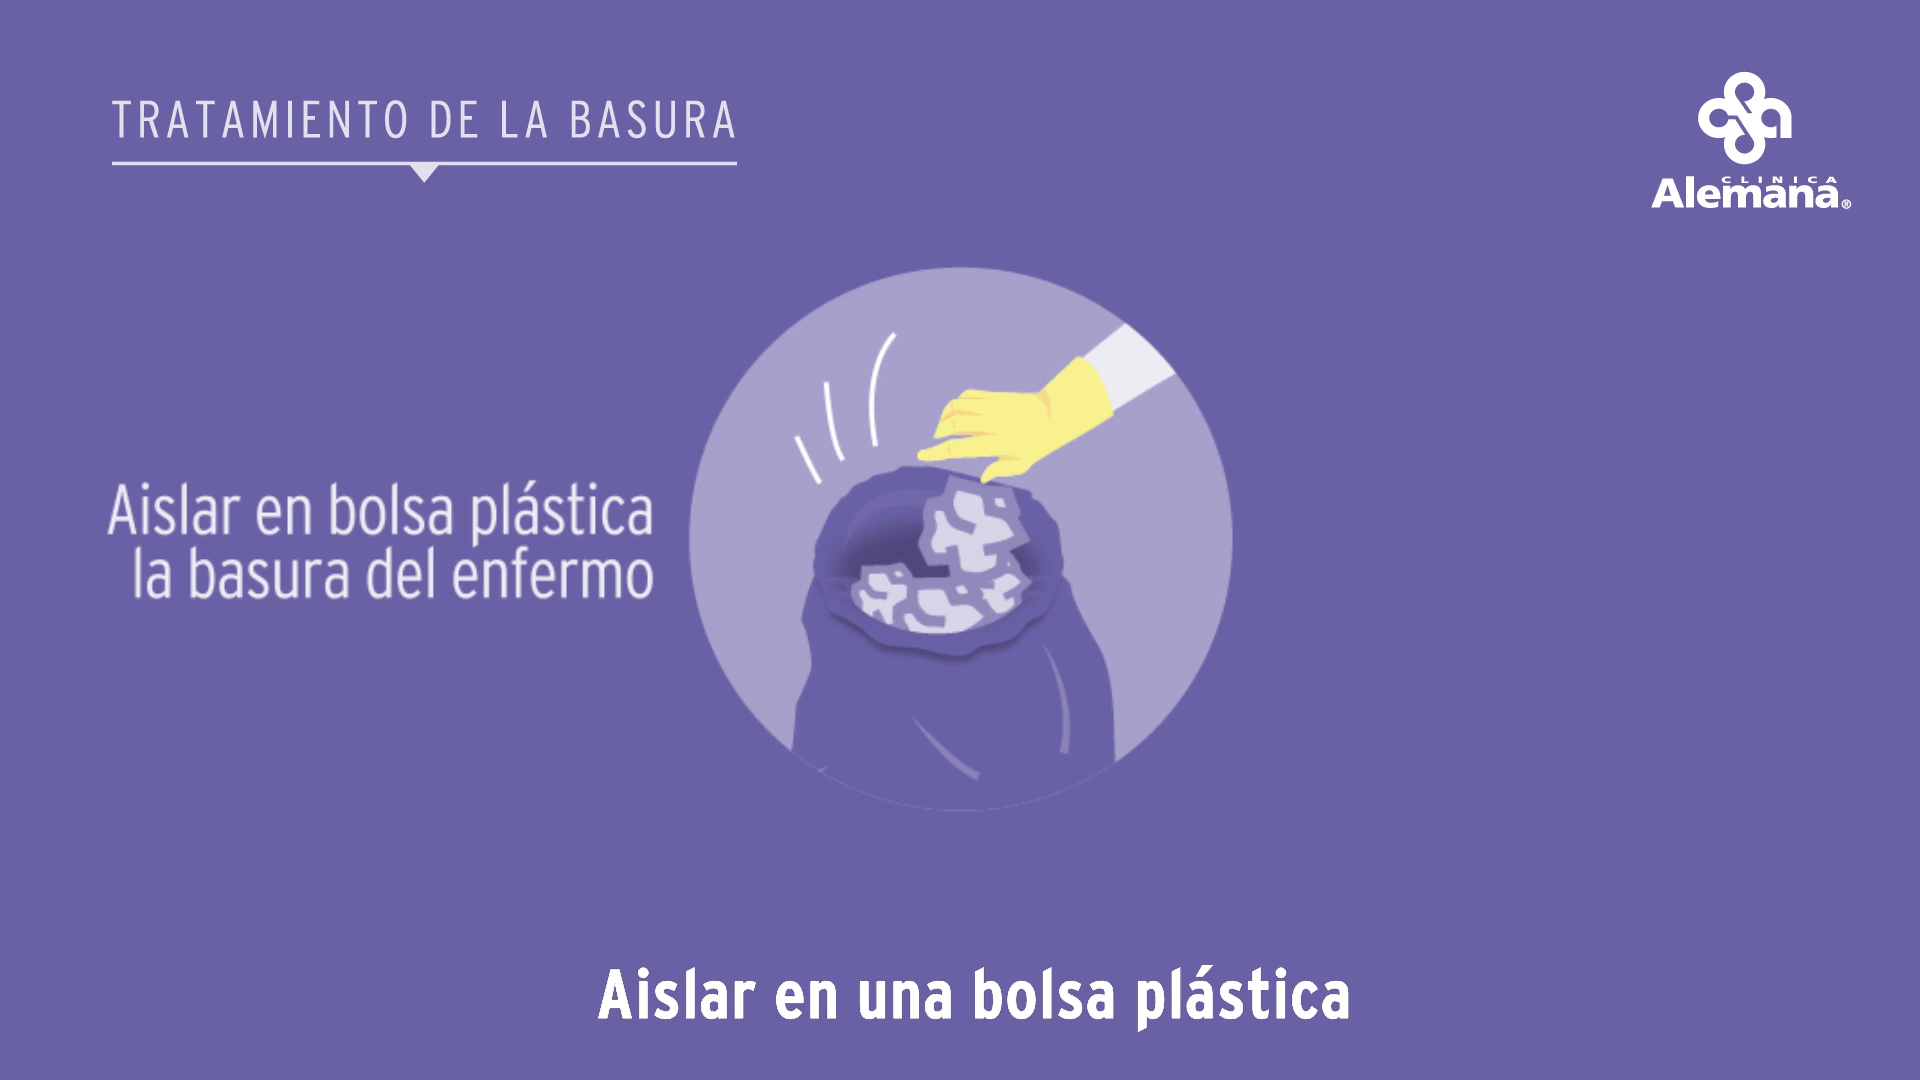 TRATAMIENTO DE LA BASURA
CLINICA
Alemana®
Aislar en bolsa plástica
la basura del enfermo
Aislar en una bolsa plástica